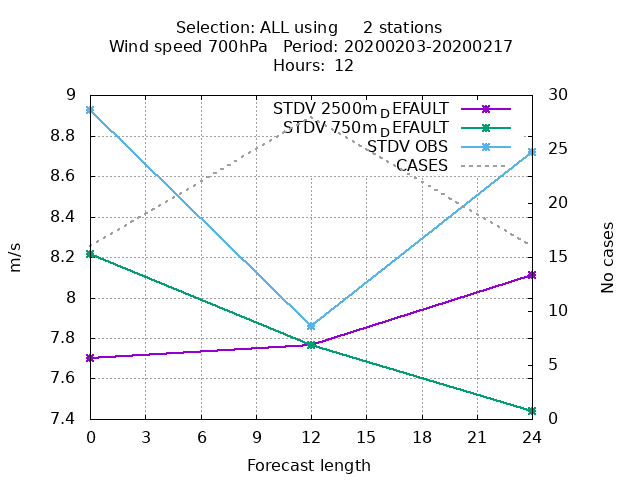 Selection: ALL using     2 stations
Wind speed 700hPa   Period: 20200203-20200217
Hours: 12
STDV 2500m_DEFAULT
STDV 750m_DEFAULT
STDV OBS
CASES
9
8.8
8.6
8.4
8.2
8
7.8
7.6
7.4
m/s
30
25
20
15
10
5
0
No cases
0 3 6 9 12 15 18 21 24
Forecast length